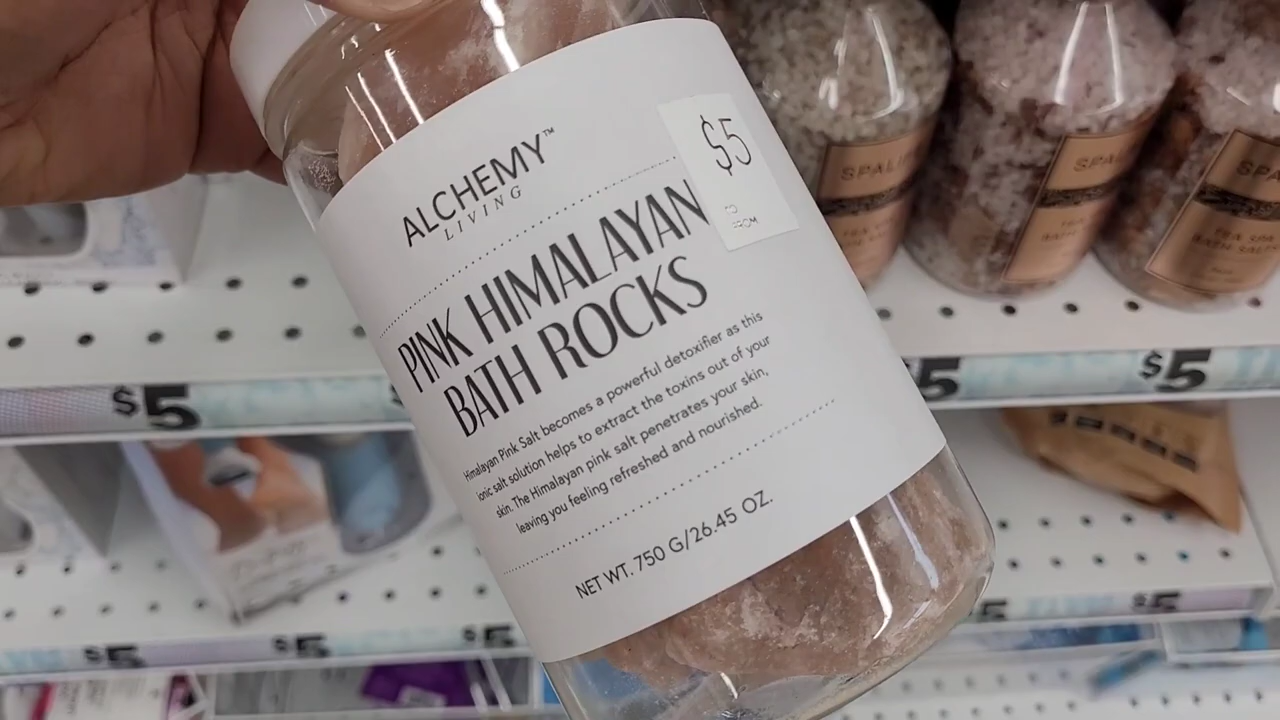 ALCHEMY™
LIVING
$5
TO
FROM
PINK HIMALAYAN
BATH ROCKS
Himalayan Pink Salt becomes a powerful detoxifier as this
ionic salt solution helps to extract the toxins out of your
skin. The Himalayan pink salt penetrates your skin,
leaving you feeling refreshed and nourished.
NET WT. 750 G/26.45 OZ.
$5
$5
$5
$5
$5
$5